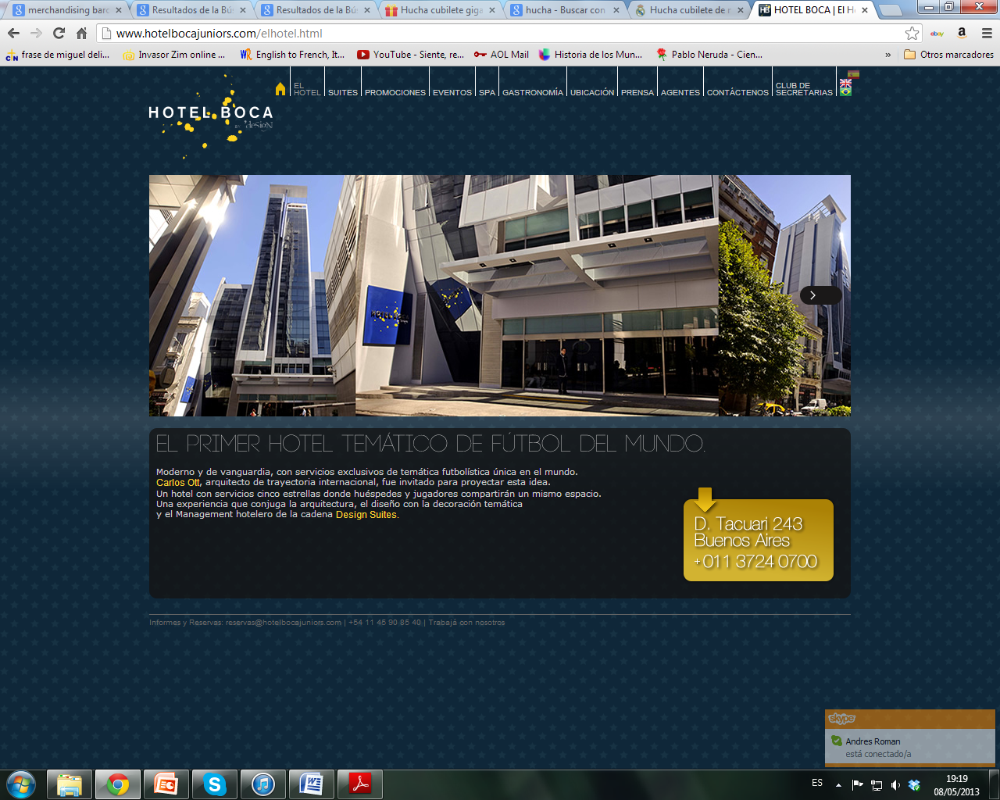 merchandising barc
Resultados de la Bús
Resultados de la Bús
Hucha cubilete giga
hucha - Buscar con
Hucha cubilete de r
HOTEL BOCA | El H
www.hotelbocajuniors.com/elhotel.html
frase de miguel deli...
Invasor Zim online ...
English to French, It...
YouTube - Siente, re...
AOL Mail
Historia de los Mun...
Pablo Neruda - Cien...
»
Otros marcadores
EL HOTEL
SUITES
PROMOCIONES
EVENTOS
SPA
GASTRONOMÍA
UBICACIÓN
PRENSA
AGENTES
CONTÁCTENOS
CLUB DE SECRETARIAS
HOTEL BOCA
BY design
HOTEL BOCA
EL PRIMER HOTEL TEMÁTICO DE FÚTBOL DEL MUNDO.
Moderno y de vanguardia, con servicios exclusivos de temática futbolística única en el mundo.
Carlos Ott, arquitecto de trayectoria internacional, fue invitado para proyectar esta idea.
Un hotel con servicios cinco estrellas donde huéspedes y jugadores compartirán un mismo espacio.
Una experiencia que conjuga la arquitectura, el diseño con la decoración temática
y el Management hotelero de la cadena Design Suites.
D. Tacuari 243
Buenos Aires
+011 3724 0700
Informes y Reservas: reservas@hotelbocajuniors.com | +54 11 45 90 85 40 | Trabajá con nosotros
skype
Andres Roman
está conectado/a
ES
19:19
08/05/2013